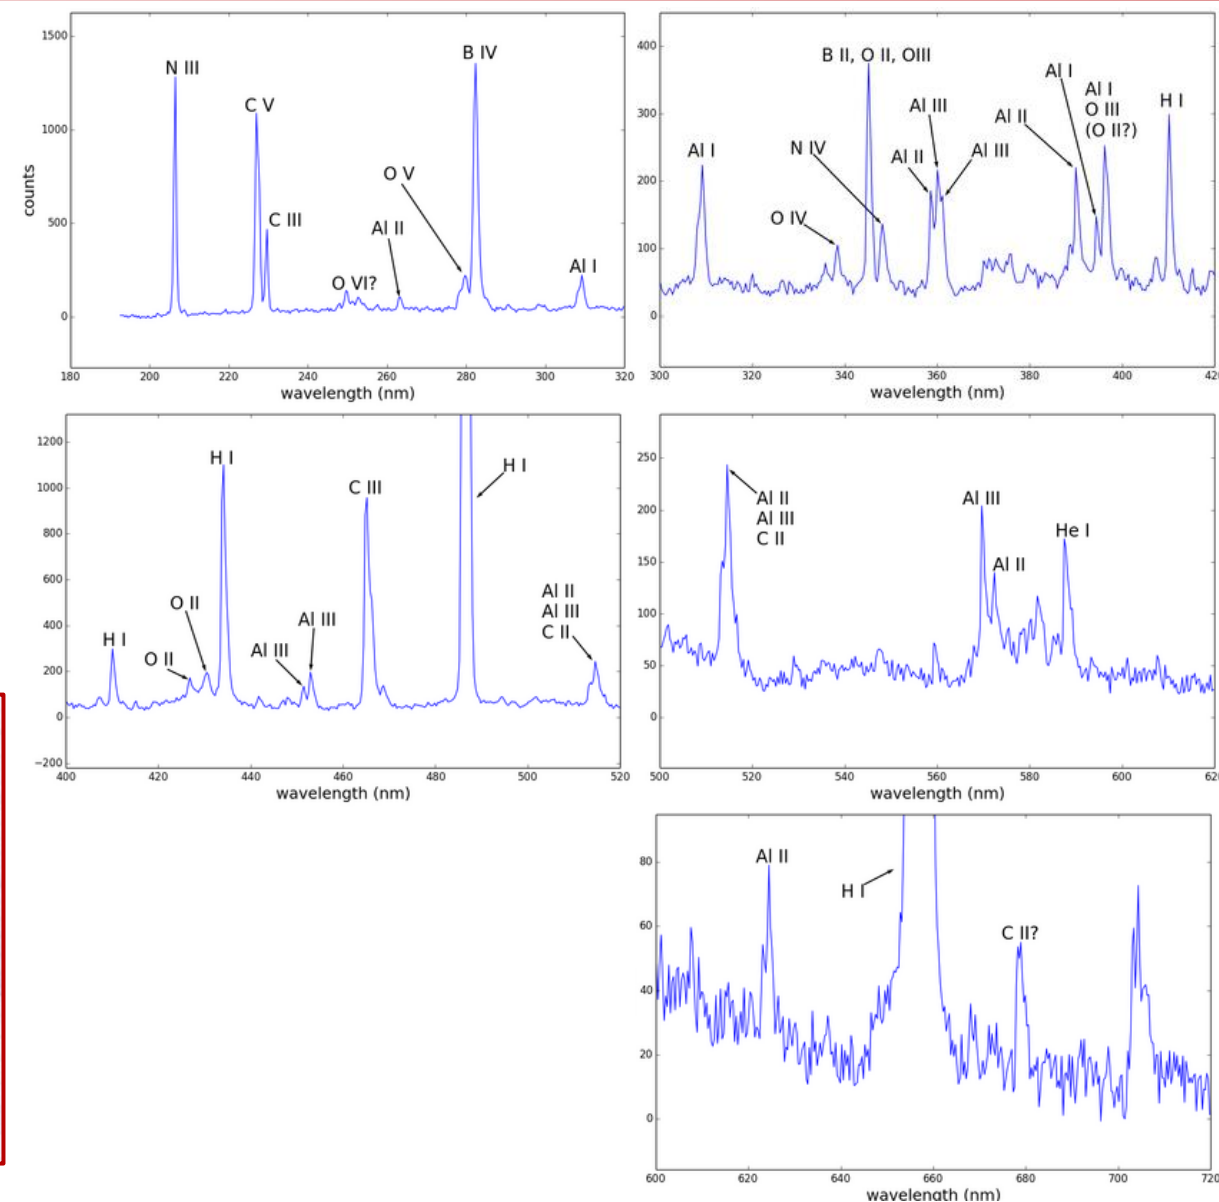 1500
1000
500
0
counts
N III
C V
C III
O VI?
Al II
O V
B IV
Al I
180 200 220 240 260 280 300 320
wavelength (nm)
400
300
200
100
0
Al I
O IV
N IV
B II, O II, OIII
Al II
Al III
Al III
Al II
Al I
Al I
O III
(O II?)
H I
300 320 340 360 380 400 420
wavelength (nm)
1200
1000
800
600
400
200
0
−200
H I
O II
O II
H I
Al III
Al III
C III
H I
Al II
Al III
C II
400 420 440 460 480 500 520
wavelength (nm)
250
200
150
100
50
0
Al II
Al III
C II
Al III
Al II
He I
500 520 540 560 580 600 620
wavelength (nm)
80
60
40
20
0
Al II
H I
C II?
600 620 640 660 680 700 720
wavelength (nm)